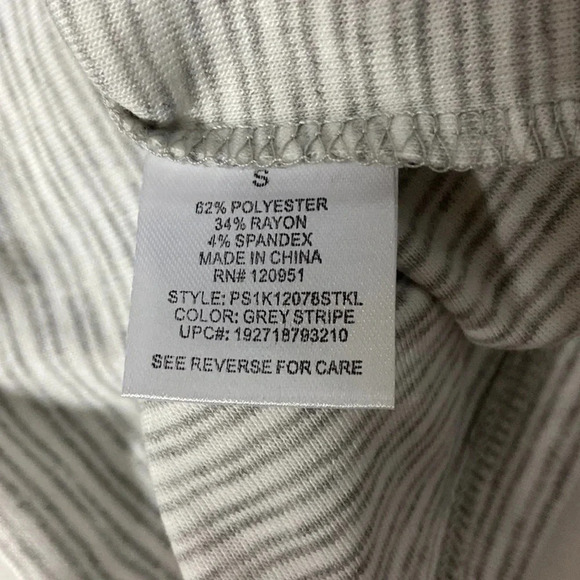 S
62% POLYESTER
34% RAYON
4% SPANDEX
MADE IN CHINA
RN# 120951
STYLE: PS1K12078STKL
COLOR: GREY STRIPE
UPC#: 192718793210
SEE REVERSE FOR CARE